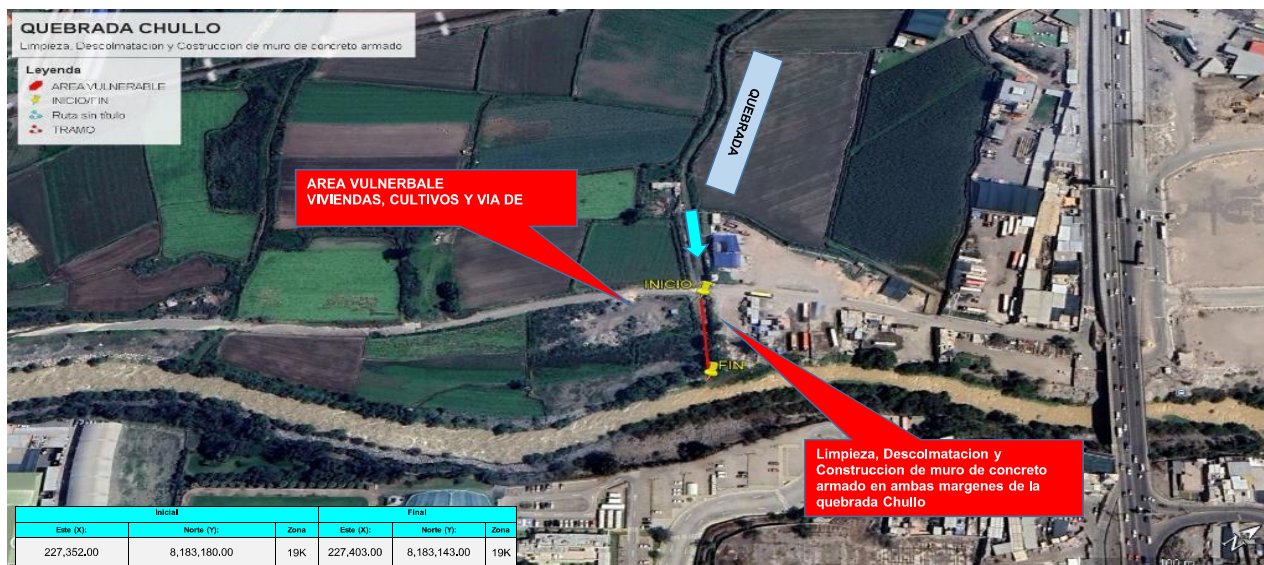 QUEBRADA CHULLO
Limpieza, Descolmatacion y Costruccion de muro de concreto armado
Leyenda
AREA VULNERABLE
INICIO/FIN
Ruta sin título
TRAMO
QUEBRADA
AREA VULNERBALE
VIVIENDAS, CULTIVOS Y VIA DE
INICIO
FIN
Limpieza, Descolmatacion y
Construccion de muro de concreto
armado en ambas margenes de la
quebrada Chullo
Inicial Final
Este (X): Norte (Y): Zona Este (X): Norte (Y): Zona
227,352.00 8,183,180.00 19K 227,403.00 8,183,143.00 19K
100 m